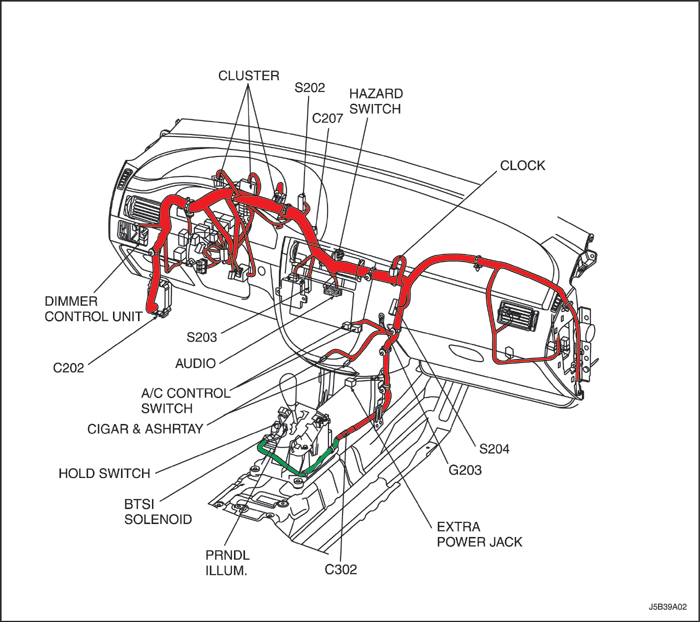 CLUSTER
S202
HAZARD
SWITCH
C207
CLOCK
DIMMER
CONTROL UNIT
S203
C202
AUDIO
A/C CONTROL
SWITCH
CIGAR & ASHRTAY
S204
HOLD SWITCH
G203
BTSI
SOLENOID
EXTRA
POWER JACK
PRNDL
ILLUM.
C302
J5B39A02